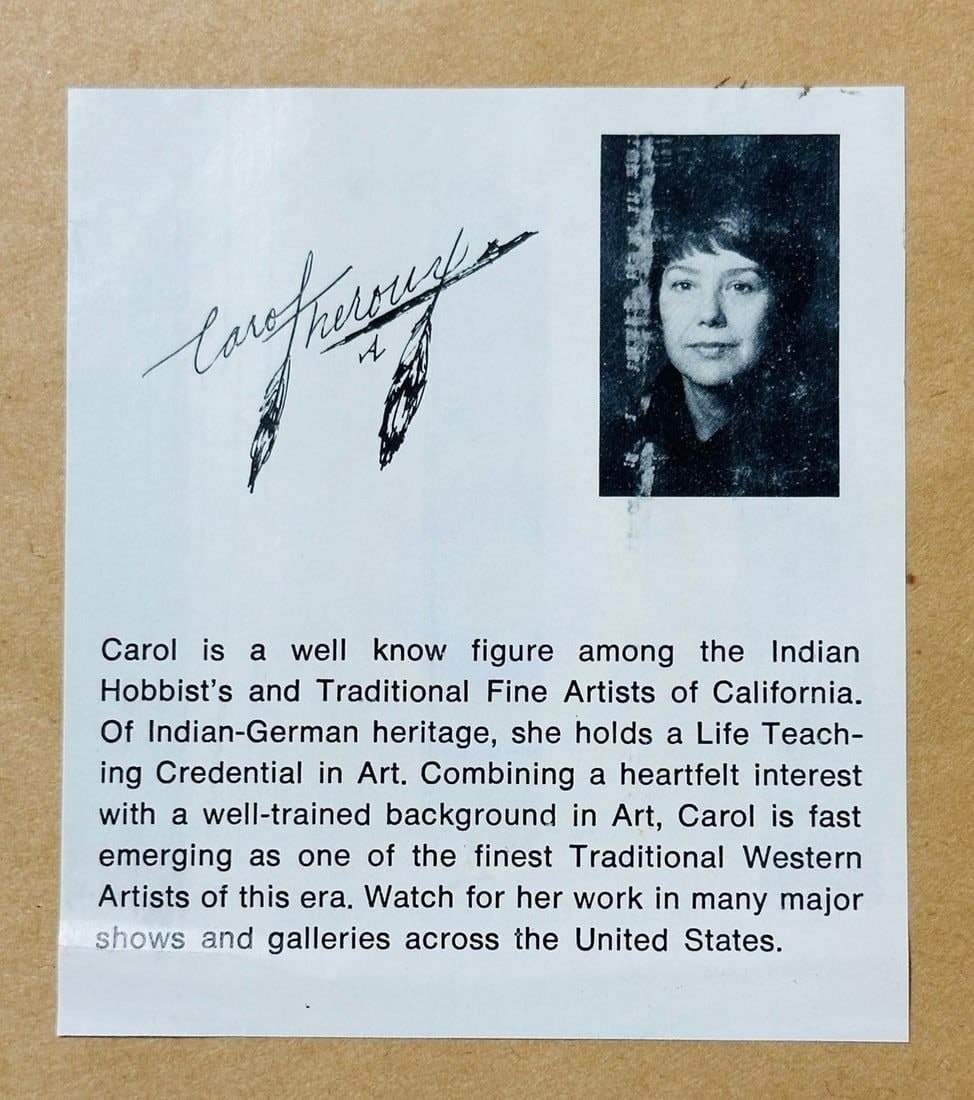 Carol Theroux
A
Carol is a well know figure among the Indian
Hobbist's and Traditional Fine Artists of California.
Of Indian-German heritage, she holds a Life Teach-
ing Credential in Art. Combining a heartfelt interest
with a well-trained background in Art, Carol is fast
emerging as one of the finest Traditional Western
Artists of this era. Watch for her work in many major
shows and galleries across the United States.